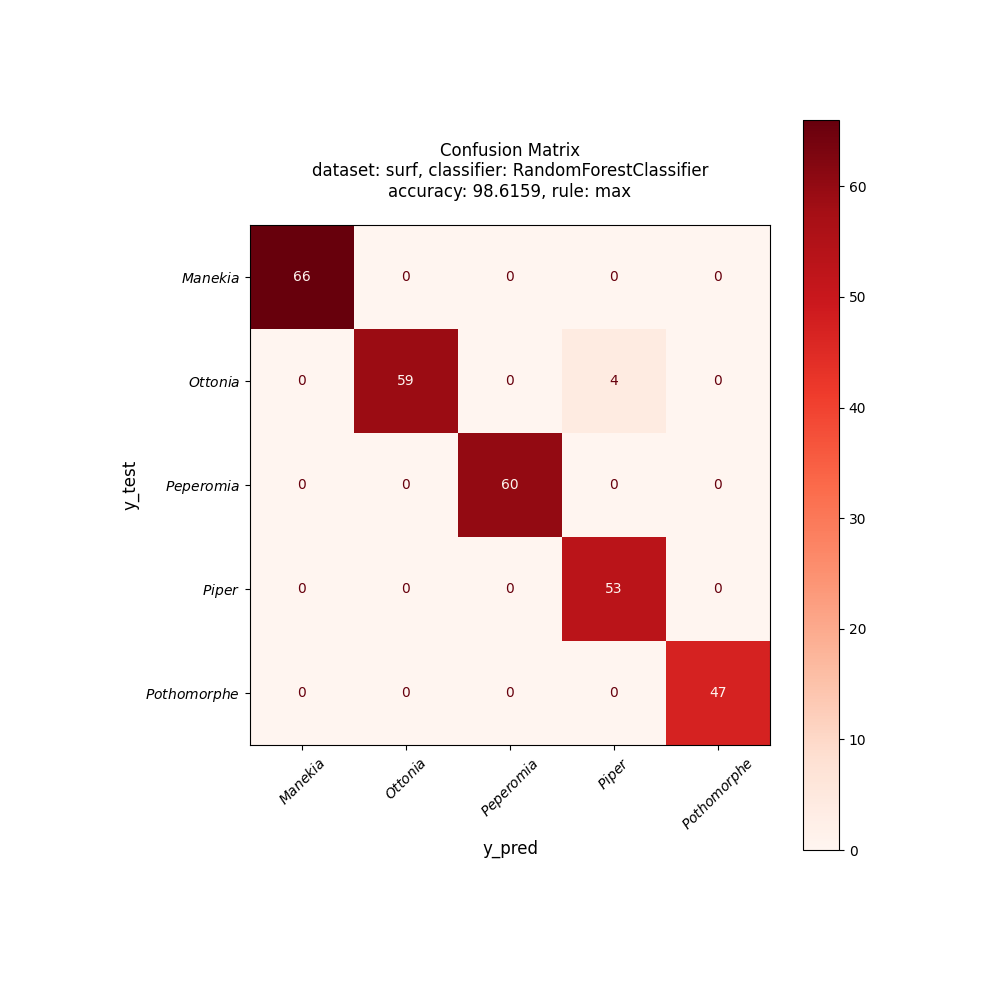 Confusion Matrix
dataset: surf, classifier: RandomForestClassifier
accuracy: 98.6159, rule: max
Manekia
66 0 0 0 0
Ottonia
0 59 0 4 0
Peperomia
0 0 60 0 0
Piper
0 0 0 53 0
Pothomorphe
0 0 0 0 47
y_test
Manekia
Ottonia
Peperomia
Piper
Pothomorphe
y_pred
60
50
40
30
20
10
0